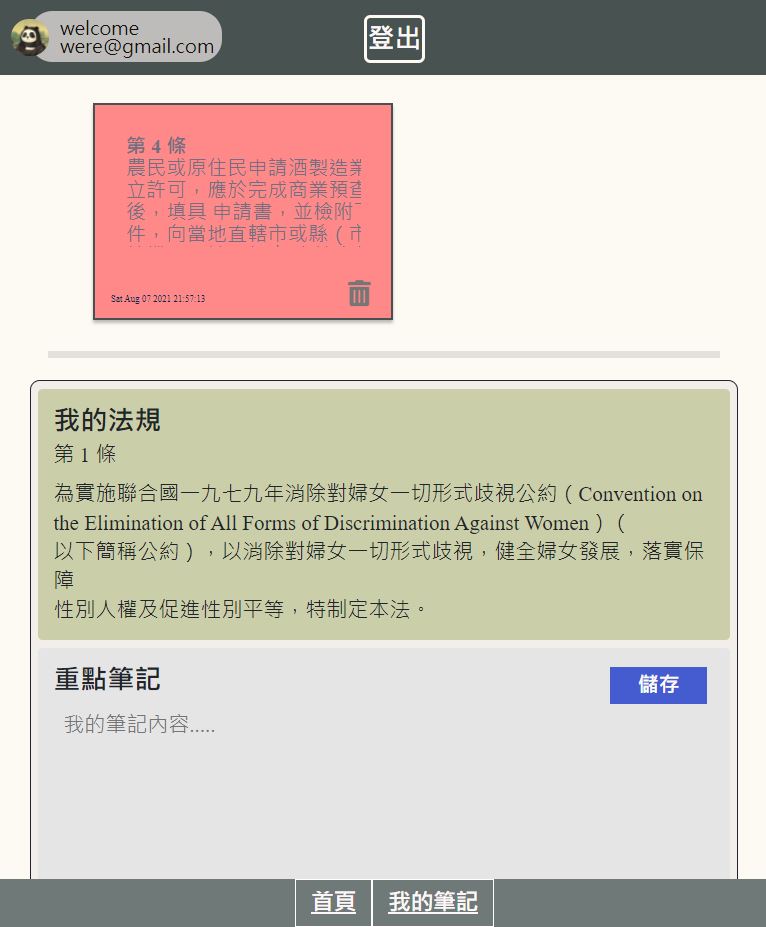 welcome
were@gmail.com
登出
第 4 條
農民或原住民申請酒製造業
立許可，應於完成商業預查
後，填具 申請書，並檢附
件，向當地直轄市或縣（市
Sat Aug 07 2021 21:57:13
我的法規
第 1 條
為實施聯合國一九七九年消除對婦女一切形式歧視公約（Convention on
the Elimination of All Forms of Discrimination Against Women）（
以下簡稱公約），以消除對婦女一切形式歧視，健全婦女發展，落實保
障
性別人權及促進性別平等，特制定本法。
重點筆記
儲存
我的筆記內容.....
首頁
我的筆記